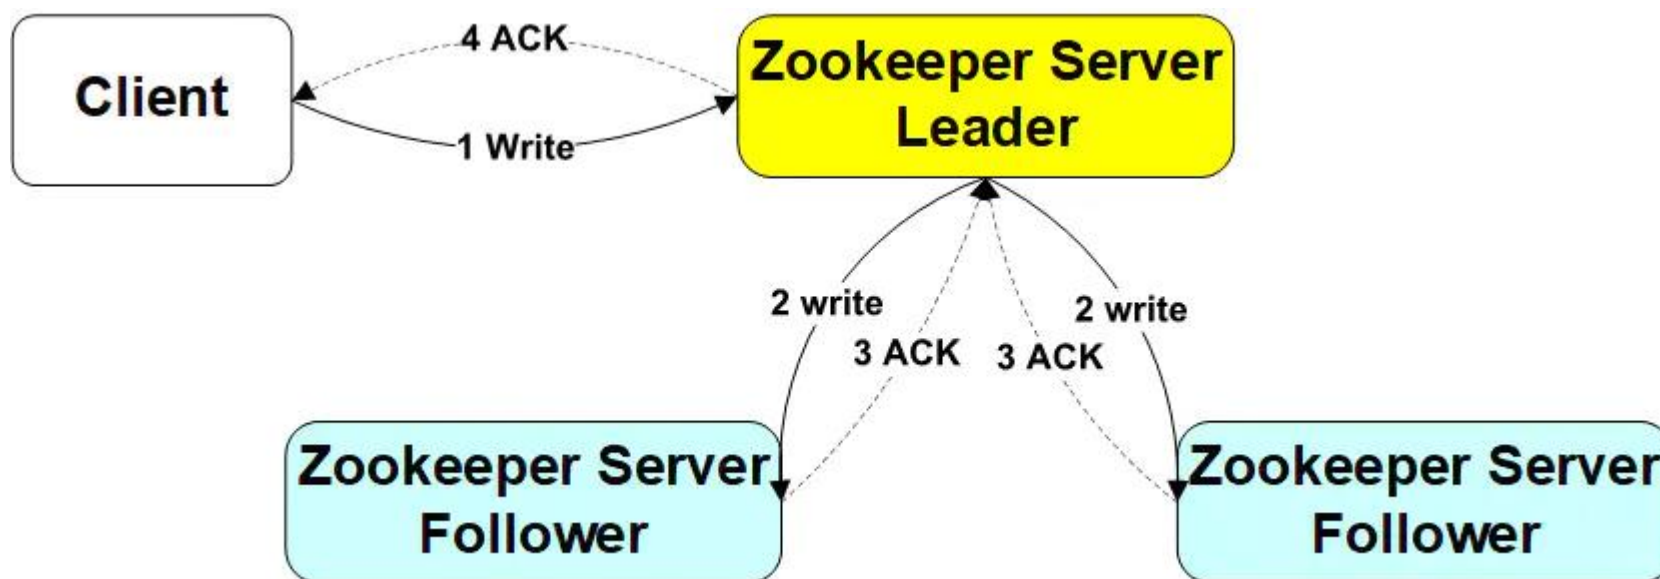 Client
4 ACK
1 Write
Zookeeper Server
Leader
2 write
3 ACK
3 ACK
2 write
Zookeeper Server
Follower
Zookeeper Server
Follower